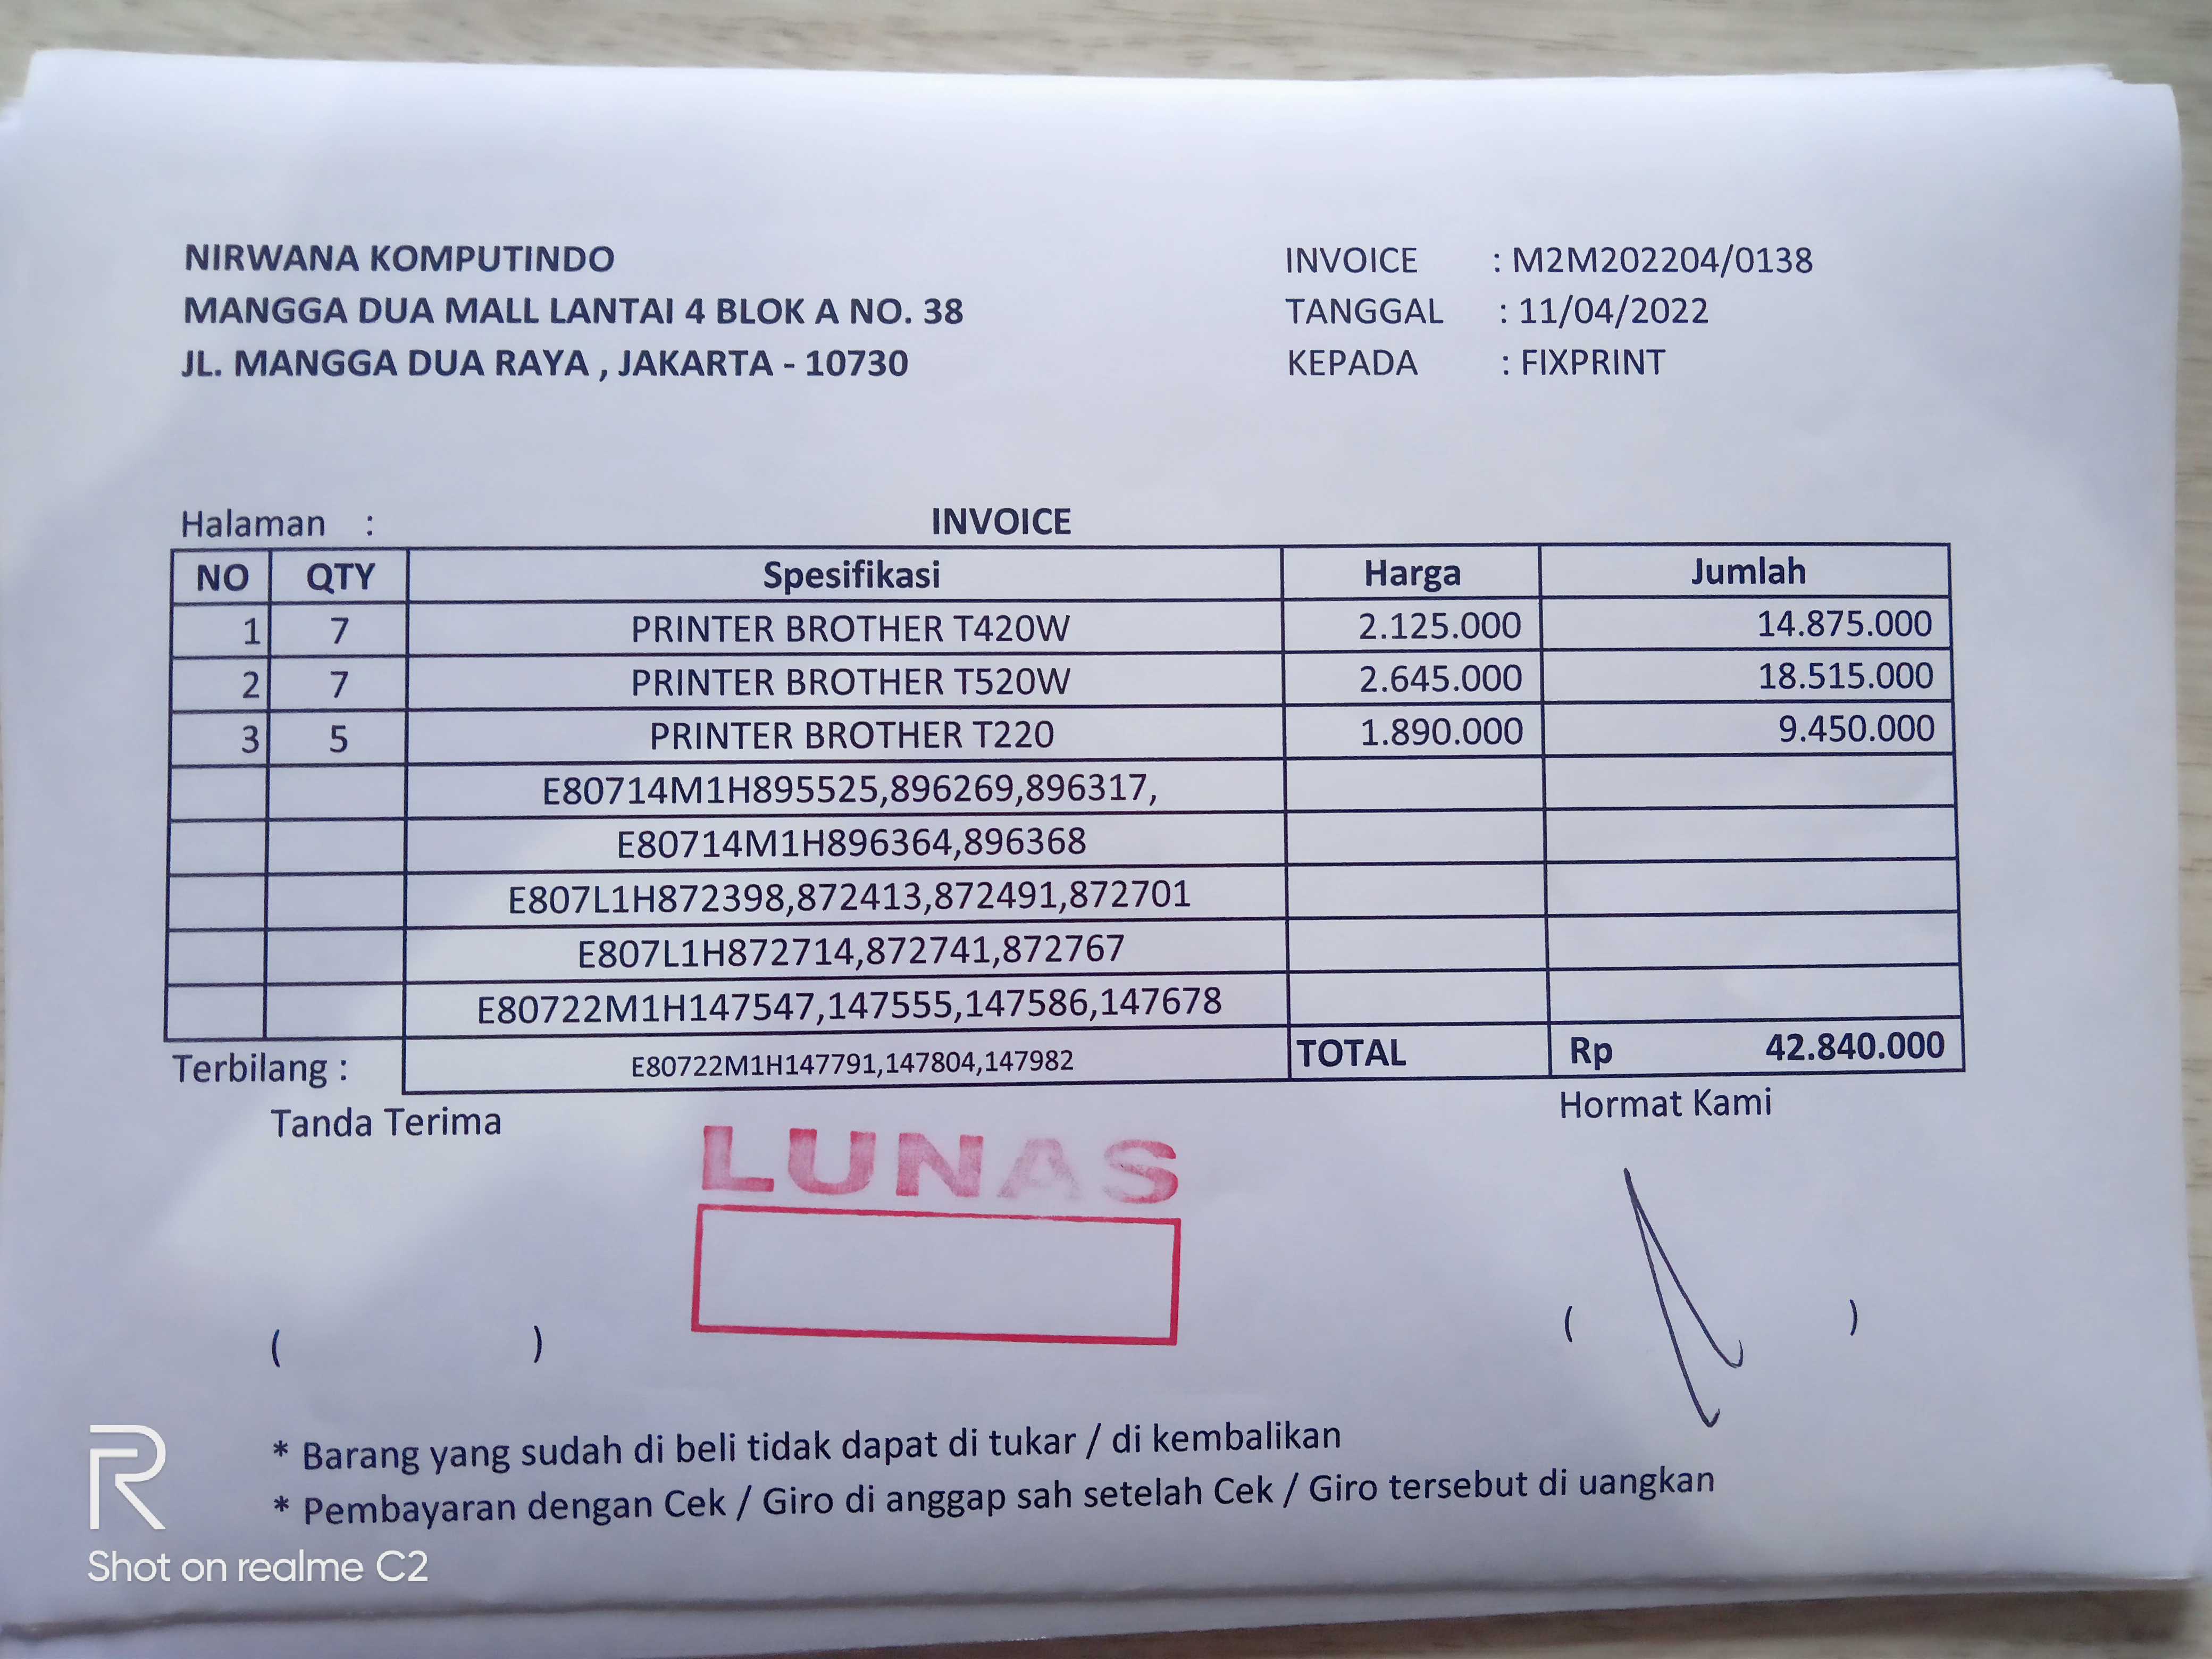 NIRWANA KOMPUTINDO
MANGGA DUA MALL LANTAI 4 BLOK A NO. 38
JL. MANGGA DUA RAYA , JAKARTA - 10730
INVOICE : M2M202204/0138
TANGGAL : 11/04/2022
KEPADA : FIXPRINT
Halaman :
INVOICE
NO QTY Spesifikasi Harga Jumlah
1 7 PRINTER BROTHER T420W 2.125.000 14.875.000
2 7 PRINTER BROTHER T520W 2.645.000 18.515.000
3 5 PRINTER BROTHER T220 1.890.000 9.450.000
E80714M1H895525,896269,896317,
E80714M1H896364,896368
E807L1H872398,872413,872491,872701
E807L1H872714,872741,872767
E80722M1H147547,147555,147586,147678
Terbilang : E80722M1H147791,147804,147982 TOTAL Rp 42.840.000
Tanda Terima Hormat Kami
LUNAS
( ) ( )
* Barang yang sudah di beli tidak dapat di tukar / di kembalikan
* Pembayaran dengan Cek / Giro di anggap sah setelah Cek / Giro tersebut di uangkan
R
Shot on realme C2